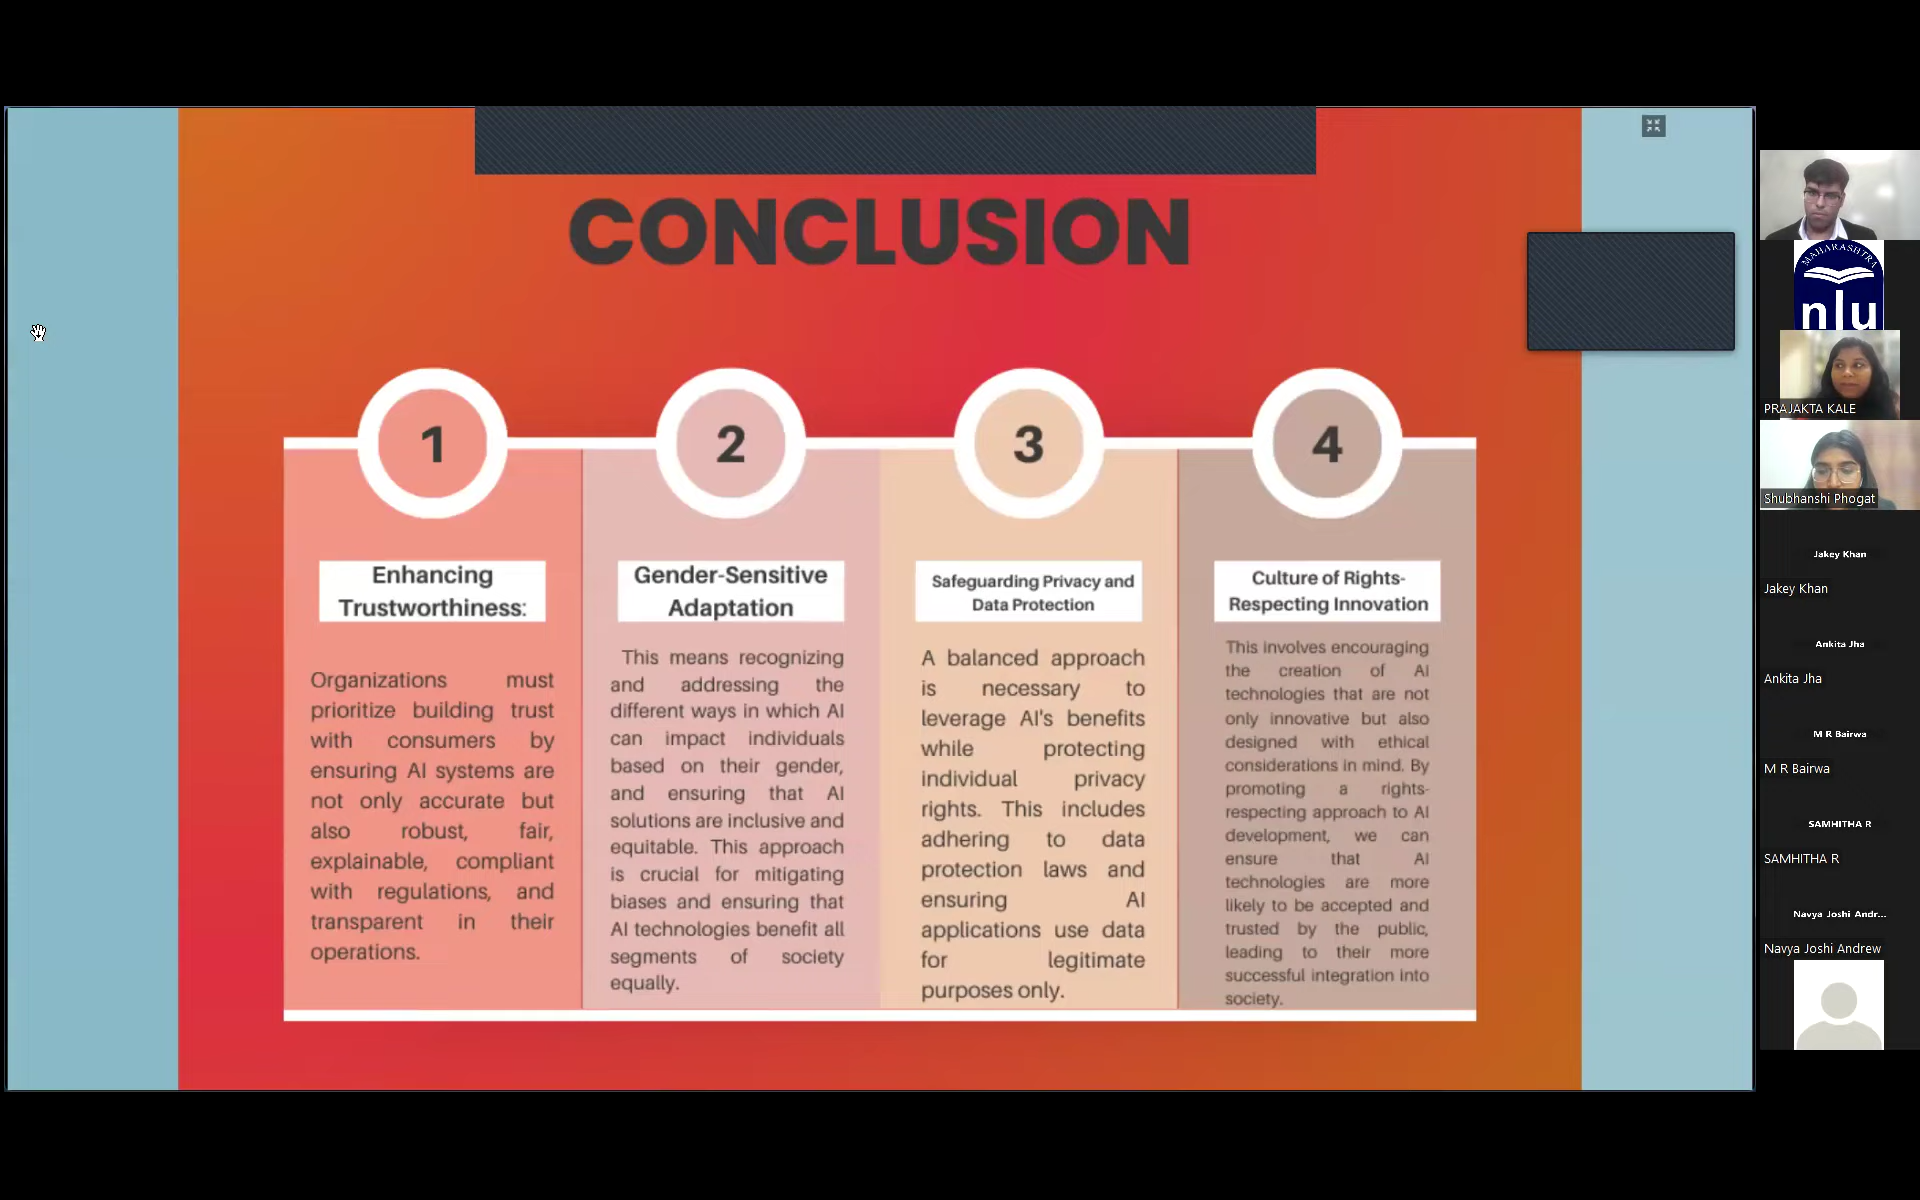 CONCLUSION
1
Enhancing
Trustworthiness:
Organizations must
prioritize building trust
with consumers by
ensuring AI systems are
not only accurate but
also robust, fair,
explainable, compliant
with regulations, and
transparent in their
operations.
2
Gender-Sensitive
Adaptation
This means recognizing
and addressing the
different ways in which AI
can impact individuals
based on their gender,
and ensuring that AI
solutions are inclusive and
equitable. This approach
is crucial for mitigating
biases and ensuring that
AI technologies benefit all
segments of society
equally.
3
Safeguarding Privacy and
Data Protection
A balanced approach
is necessary to
leverage AI's benefits
while protecting
individual privacy
rights. This includes
adhering to data
protection laws and
ensuring AI
applications use data
for legitimate
purposes only.
4
Culture of Rights-
Respecting Innovation
This involves encouraging
the creation of AI
technologies that are not
only innovative but also
designed with ethical
considerations in mind. By
promoting a rights-
respecting approach to AI
development, we can
ensure that AI
technologies are more
likely to be accepted and
trusted by the public,
leading to their more
successful integration into
society.
MAHARASHTRA
nlu
PRAJAKTA KALE
Shubhanshi Phogat
Jakey Khan
Jakey Khan
Ankita Jha
Ankita Jha
M R Bairwa
M R Bairwa
SAMHITHA R
SAMHITHA R
Navya Joshi Andr...
Navya Joshi Andrew